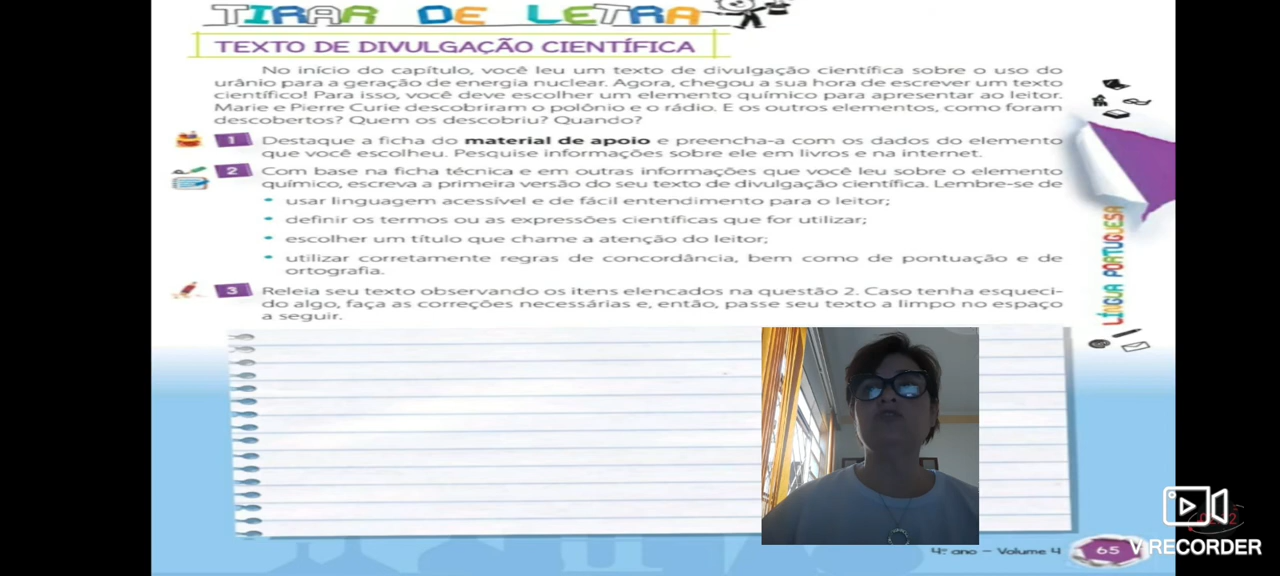 TIRAR DE LETRA
TEXTO DE DIVULGAÇÃO CIENTÍFICA
No início do capítulo, você leu um texto de divulgação científica sobre o uso do
urânio para a geração de energia nuclear. Agora, chegou a sua hora de escrever um texto
científico! Para isso, você deve escolher um elemento químico para apresentar ao leitor.
Marie e Pierre Curie descobriram o polônio e o rádio. E os outros elementos, como foram
descobertos? Quem os descobriu? Quando?
1 Destaque a ficha do material de apoio e preencha-a com os dados do elemento
que você escolheu. Pesquise informações sobre ele em livros e na internet.
2 Com base na ficha técnica e em outras informações que você leu sobre o elemento
químico, escreva a primeira versão do seu texto de divulgação científica. Lembre-se de
• usar linguagem acessível e de fácil entendimento para o leitor;
• definir os termos ou as expressões científicas que for utilizar;
• escolher um título que chame a atenção do leitor;
• utilizar corretamente regras de concordância, bem como de pontuação e de
ortografia.
3 Releia seu texto observando os itens elencados na questão 2. Caso tenha esqueci-
do algo, faça as correções necessárias e, então, passe seu texto a limpo no espaço
a seguir.
LÍNGUA PORTUGUESA
4º. ano – Volume 4
65
V RECORDER